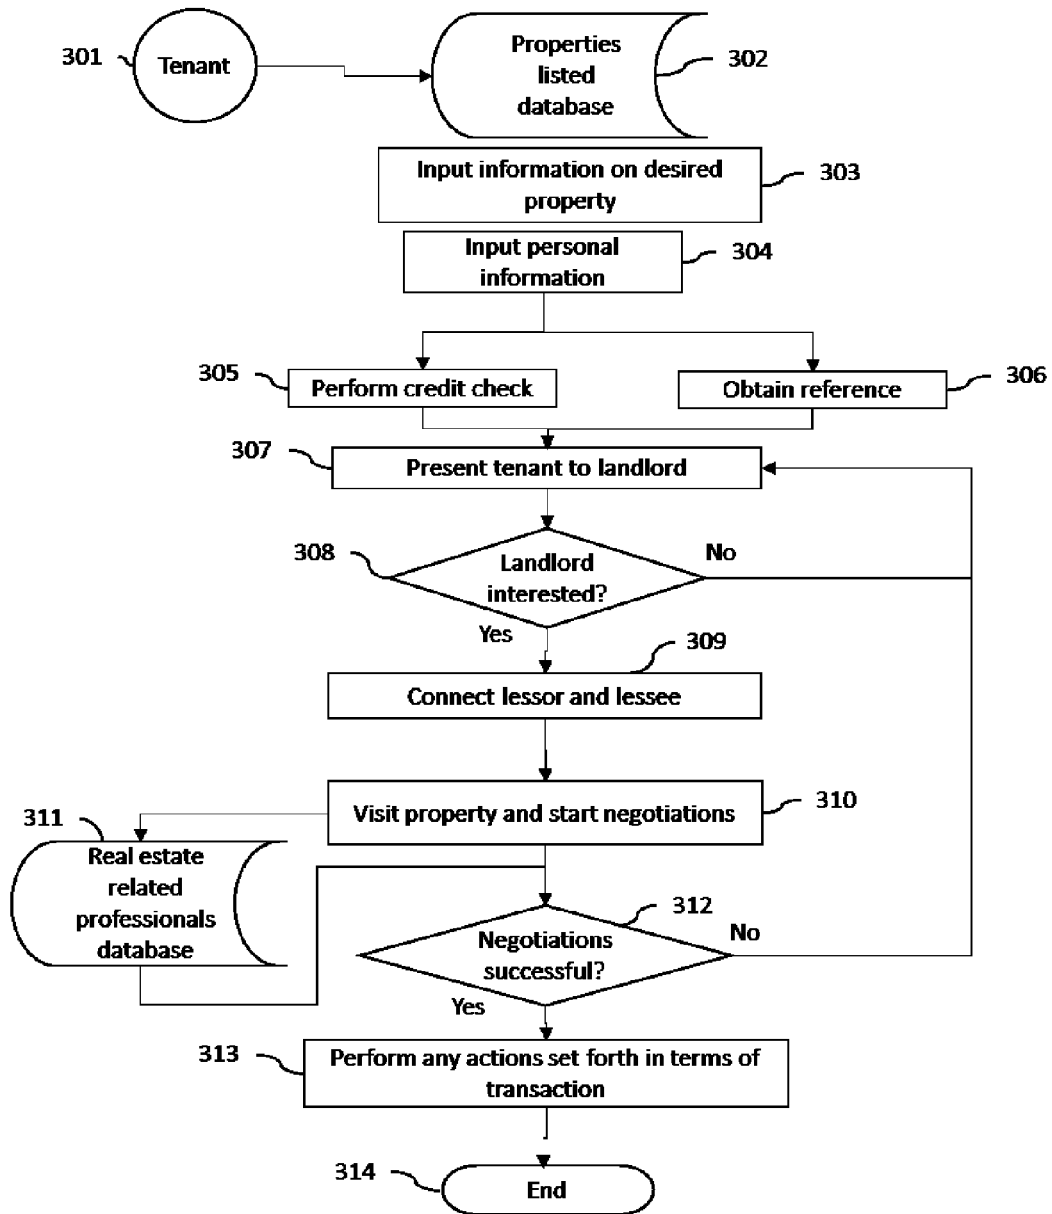 301
Tenant
Properties
listed
database
302
Input information on desired
property
303
Input personal
information
304
305
Perform credit check
Obtain reference
306
307
Present tenant to landlord
308
Landlord
interested?
No
Yes
309
Connect lessor and lessee
Visit property and start negotiations
310
311
Real estate
related
professionals
database
312
Negotiations
successful?
No
Yes
313
Perform any actions set forth in terms of
transaction
314
End